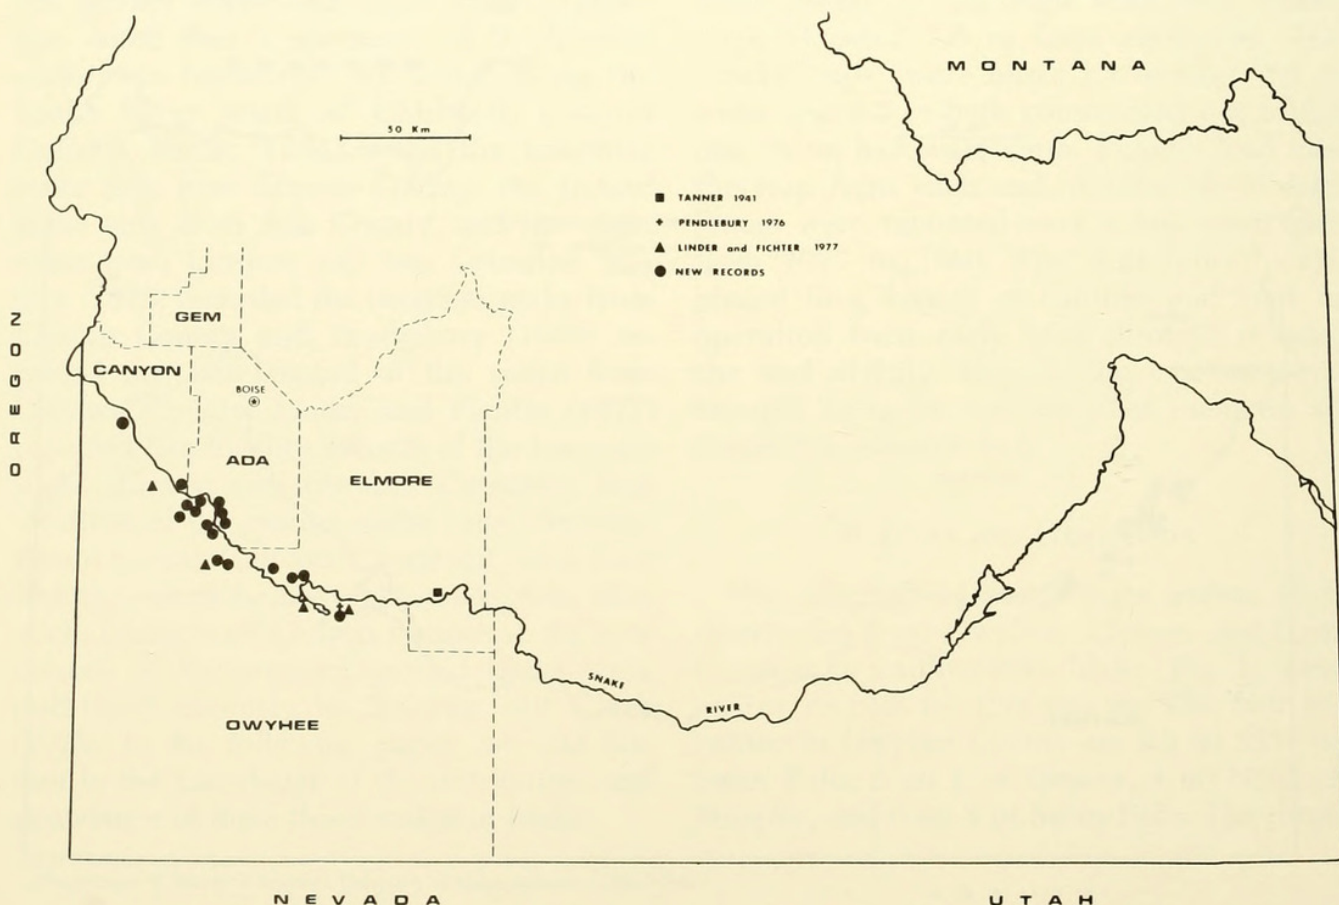 MONTANA
50 Km
TANNER 1941
PENDLEBURY 1976
LINDER and FICHTER 1977
NEW RECORDS
OREGON
GEM
CANYON
BOISE
ADA
ELMORE
SNAKE RIVER
OWYHEE
NEVADA
UTAH